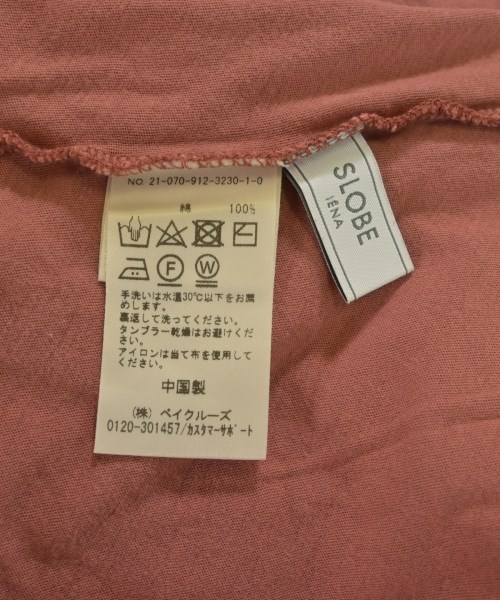 NO. 21-070-912-3230-1-0
綿 100%
F W
手洗いは水温30℃以下をお薦
めします。
裏返して洗ってください。
タンブラー乾燥はお避けくださ
い。
アイロンは当て布を使用して
ください。
中国製
(株) ベイクルーズ
0120-301457/カスタマーサポート
SLOBE
IÉNA